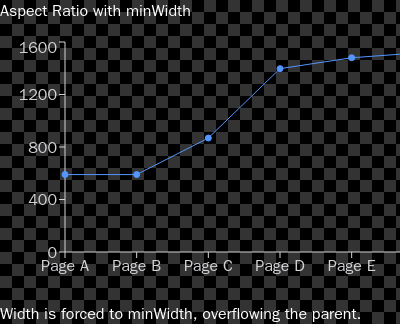 Aspect Ratio with minWidth
1600
1200
800
400
0
Page A Page B Page C Page D Page E
Width is forced to minWidth, overflowing the parent.